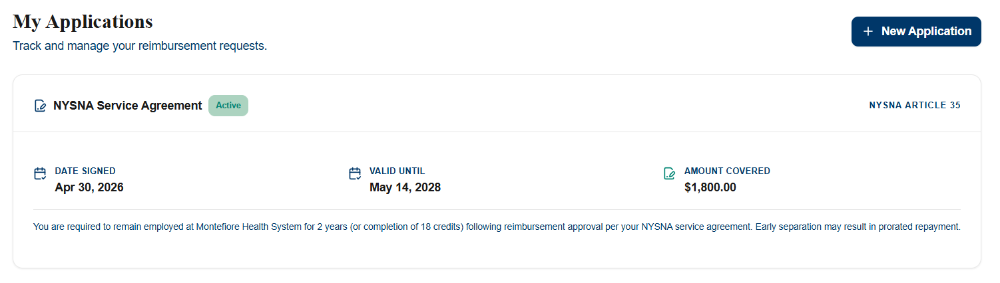 My Applications
Track and manage your reimbursement requests.
+ New Application
NYSNA Service Agreement
Active
NYSNA ARTICLE 35
DATE SIGNED
Apr 30, 2026
VALID UNTIL
May 14, 2028
AMOUNT COVERED
$1,800.00
You are required to remain employed at Montefiore Health System for 2 years (or completion of 18 credits) following reimbursement approval per your NYSNA service agreement. Early separation may result in prorated repayment.